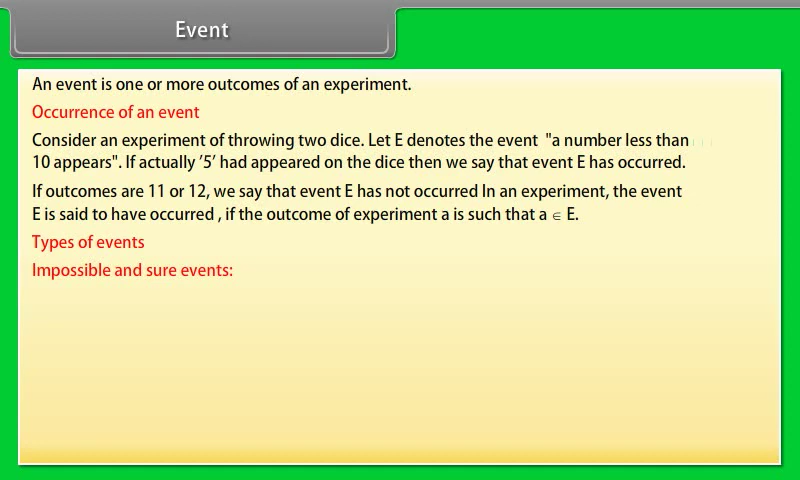 Event
An event is one or more outcomes of an experiment.
Occurrence of an event
Consider an experiment of throwing two dice. Let E denotes the event "a number less than
10 appears". If actually ’5’ had appeared on the dice then we say that event E has occurred.
If outcomes are 11 or 12, we say that event E has not occurred In an experiment, the event
E is said to have occurred , if the outcome of experiment a is such that a ∈ E.
Types of events
Impossible and sure events: